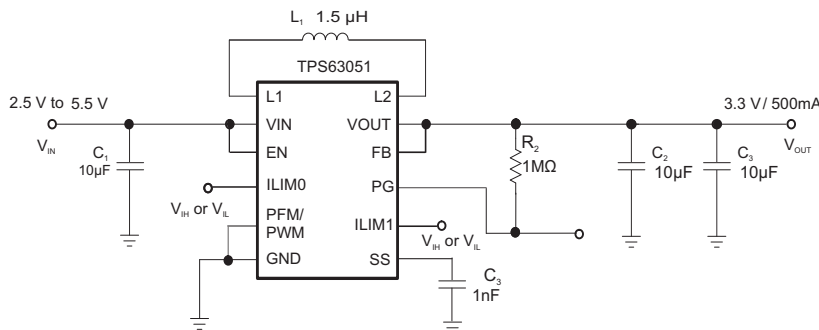 L1 1.5 µH
TPS63051
L1
L2
2.5 V to 5.5 V
3.3 V / 500mA
VIN
VOUT
VIN
VOUT
EN
FB
C1
10µF
R2
1MΩ
C2
10µF
C3
10µF
ILIM0
PG
VIH or VIL
PFM/
PWM
ILIM1
VIH or VIL
GND
SS
C3
1nF